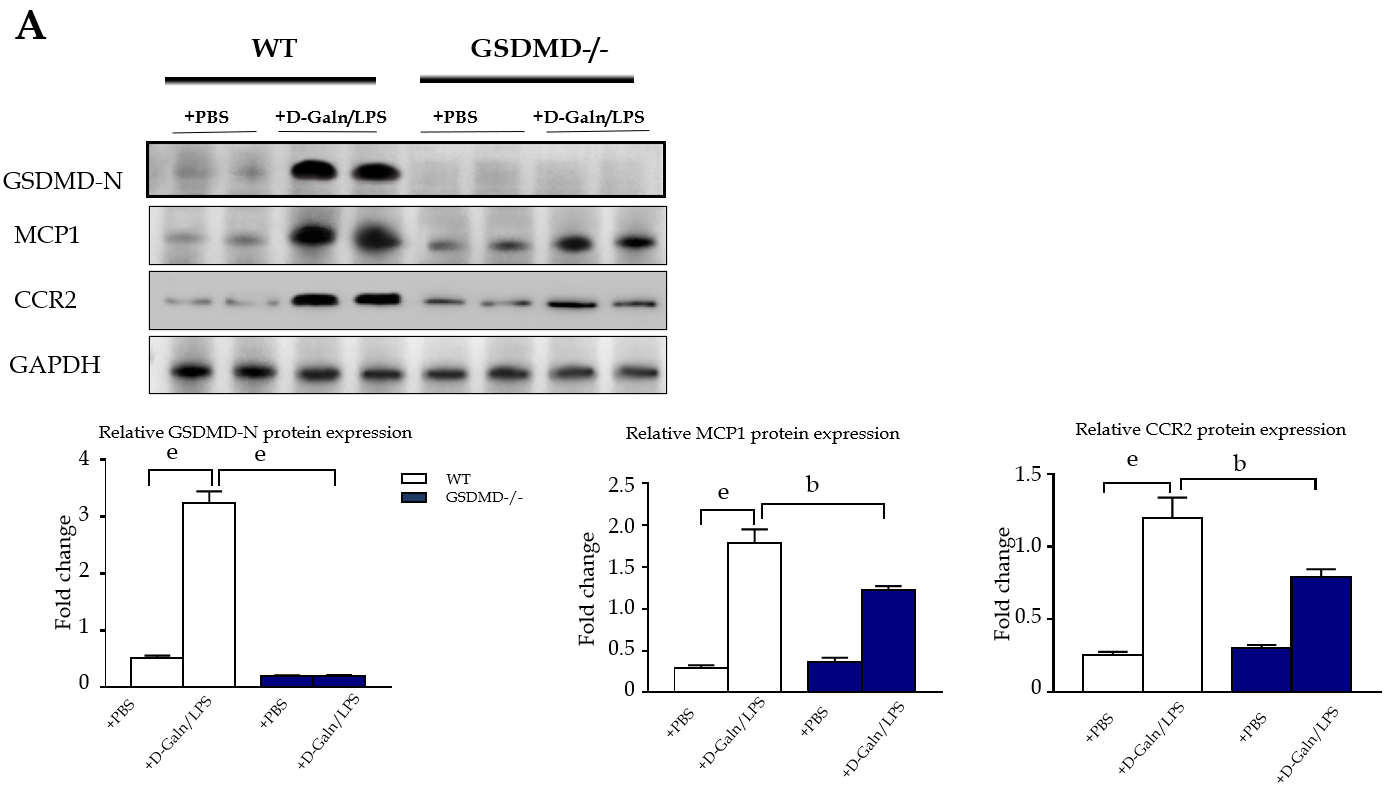 A
WT GSDMD-/-
+PBS +D-Galn/LPS +PBS +D-Galn/LPS
GSDMD-N
MCP1
CCR2
GAPDH
Relative GSDMD-N protein expression
e e
4
3
2
1
0
Fold change
+PBS +D-Galn/LPS +PBS +D-Galn/LPS
WT
GSDMD-/-
Relative MCP1 protein expression
e b
2.5
2.0
1.5
1.0
0.5
0
Fold change
+PBS +D-Galn/LPS +PBS +D-Galn/LPS
Relative CCR2 protein expression
e b
1.5
1.0
0.5
0
Fold change
+PBS +D-Galn/LPS +PBS +D-Galn/LPS